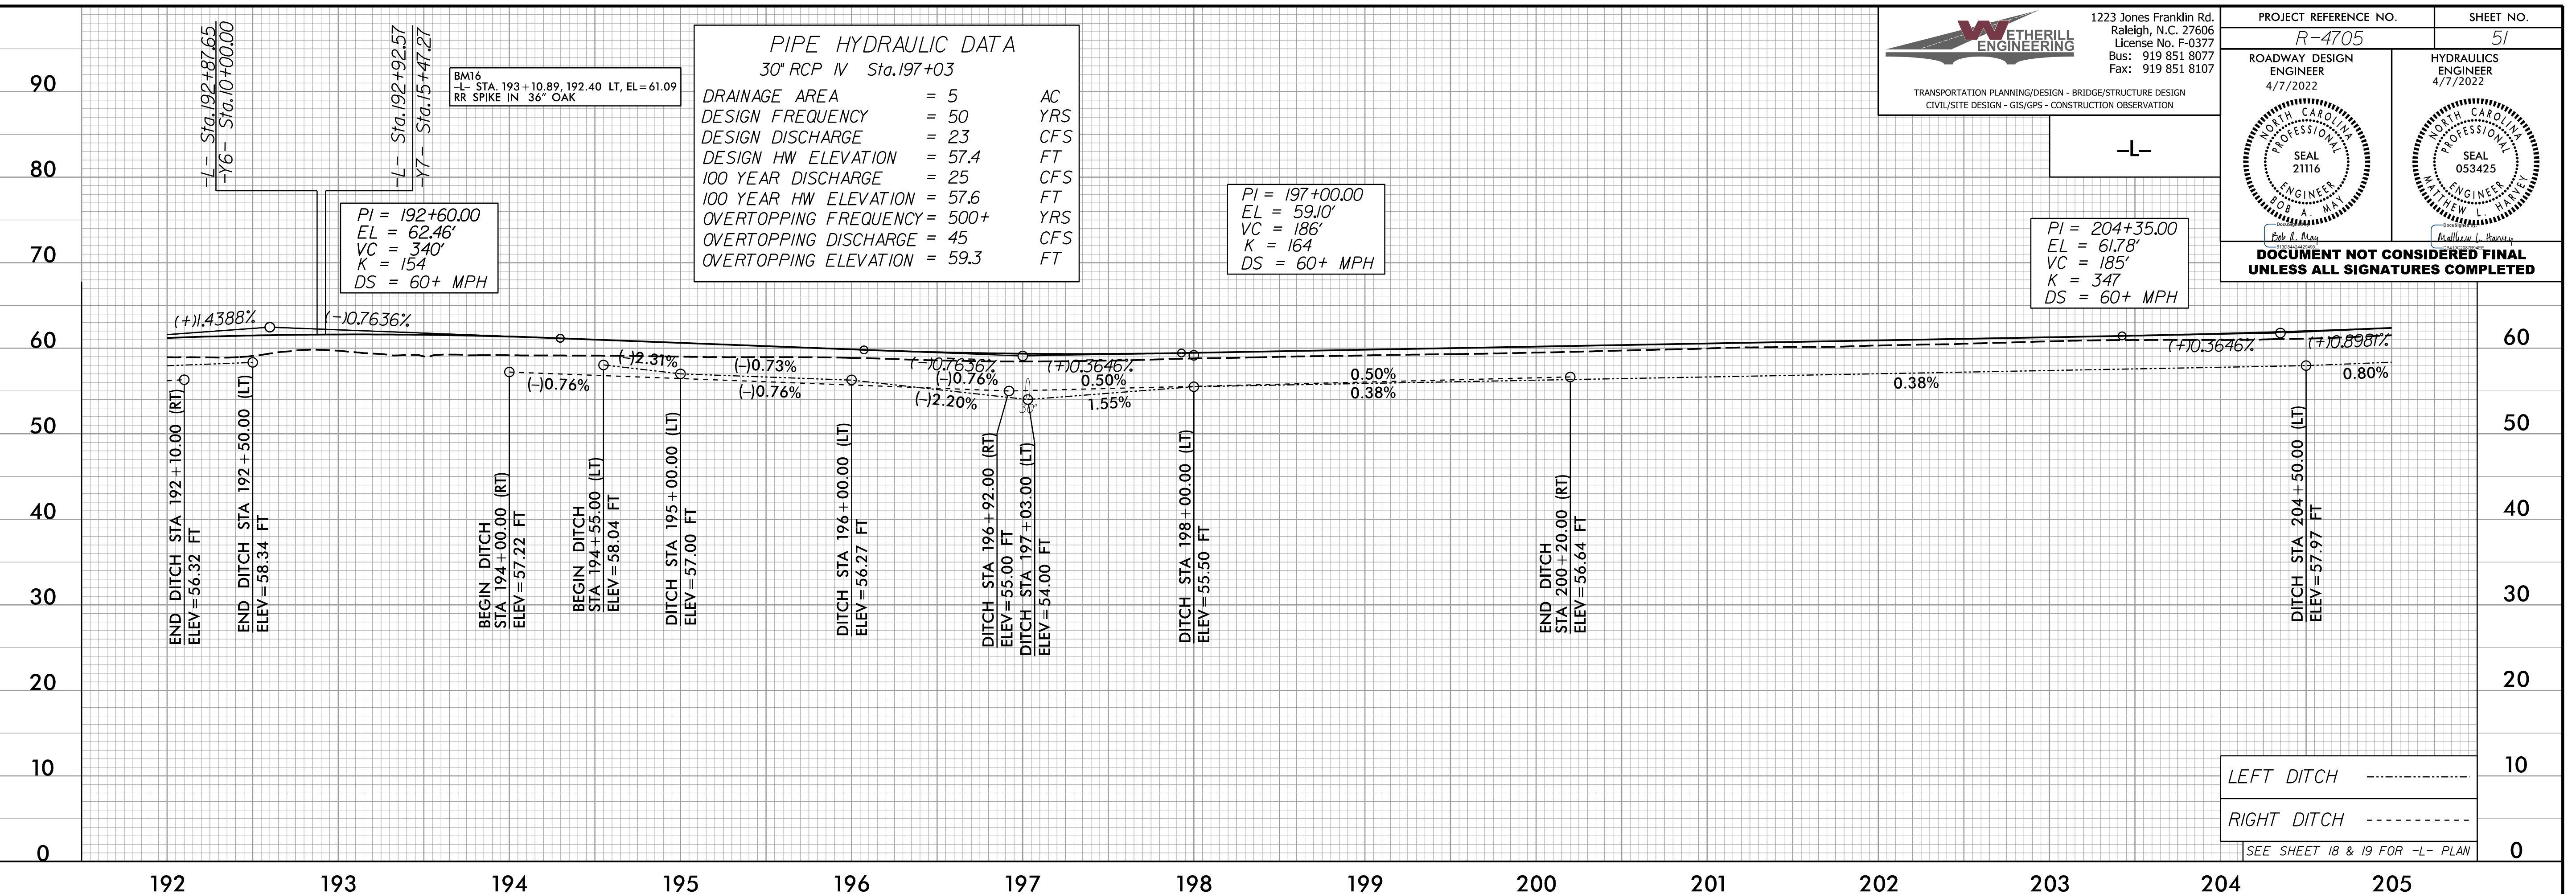 -L- Sta.192+87.65
-Y6- Sta.10+00.00
-L- Sta.192+92.57
-Y7- Sta.15+47.27
BM16
-L- STA. 193+10.89, 192.40 LT, EL=61.09
RR SPIKE IN 36" OAK
PIPE HYDRAULIC DATA
30" RCP IV Sta.197+03
DRAINAGE AREA = 5 AC
DESIGN FREQUENCY = 50 YRS
DESIGN DISCHARGE = 23 CFS
DESIGN HW ELEVATION = 57.4 FT
100 YEAR DISCHARGE = 25 CFS
100 YEAR HW ELEVATION = 57.6 FT
OVERTOPPING FREQUENCY = 500+ YRS
OVERTOPPING DISCHARGE = 45 CFS
OVERTOPPING ELEVATION = 59.3 FT
WETHERILL
ENGINEERING
1223 Jones Franklin Rd.
Raleigh, N.C. 27606
License No. F-0377
Bus: 919 851 8077
Fax: 919 851 8107
TRANSPORTATION PLANNING/DESIGN - BRIDGE/STRUCTURE DESIGN
CIVIL/SITE DESIGN - GIS/GPS - CONSTRUCTION OBSERVATION
-L-
PROJECT REFERENCE NO.
R-4705
SHEET NO.
51
ROADWAY DESIGN
ENGINEER
4/7/2022
NORTH CAROLINA
PROFESSIONAL
SEAL
21116
ENGINEER
BOB A. MAY
DocuSigned by:
Bob A. May
HYDRAULICS
ENGINEER
4/7/2022
NORTH CAROLINA
PROFESSIONAL
SEAL
053425
ENGINEER
MATTHEW L. HARVEY
DocuSigned by:
Matthew L. Harvey
DOCUMENT NOT CONSIDERED FINAL
UNLESS ALL SIGNATURES COMPLETED
PI = 192+60.00
EL = 62.46'
VC = 340'
K = 154
DS = 60+ MPH
PI = 197+00.00
EL = 59.10'
VC = 186'
K = 164
DS = 60+ MPH
PI = 204+35.00
EL = 61.78'
VC = 185'
K = 347
DS = 60+ MPH
(+)1.4388%
(-)0.7636%
(-)0.7636%
(+)0.3646%
(+)0.3646%
(+)0.8981%
(-)0.76%
(-)2.31%
(-)0.73%
(-)0.76%
(-)0.76%
(-)2.20%
0.50%
1.55%
0.50%
0.38%
0.38%
0.80%
30"
END DITCH STA 192+10.00 (RT)
ELEV=56.32 FT
END DITCH STA 192+50.00 (LT)
ELEV=58.34 FT
BEGIN DITCH
STA 194+00.00 (RT)
ELEV=57.22 FT
BEGIN DITCH
STA 194+55.00 (LT)
ELEV=58.04 FT
DITCH STA 195+00.00 (LT)
ELEV=57.00 FT
DITCH STA 196+00.00 (LT)
ELEV=56.27 FT
DITCH STA 196+92.00 (RT)
ELEV=55.00 FT
DITCH STA 197+03.00 (LT)
ELEV=54.00 FT
DITCH STA 198+00.00 (LT)
ELEV=55.50 FT
END DITCH
STA 200+20.00 (RT)
ELEV=56.64 FT
DITCH STA 204+50.00 (LT)
ELEV=57.97 FT
90
80
70
60
50
40
30
20
10
0
60
50
40
30
20
10
0
LEFT DITCH
RIGHT DITCH
SEE SHEET 18 & 19 FOR -L- PLAN
192 193 194 195 196 197 198 199 200 201 202 203 204 205